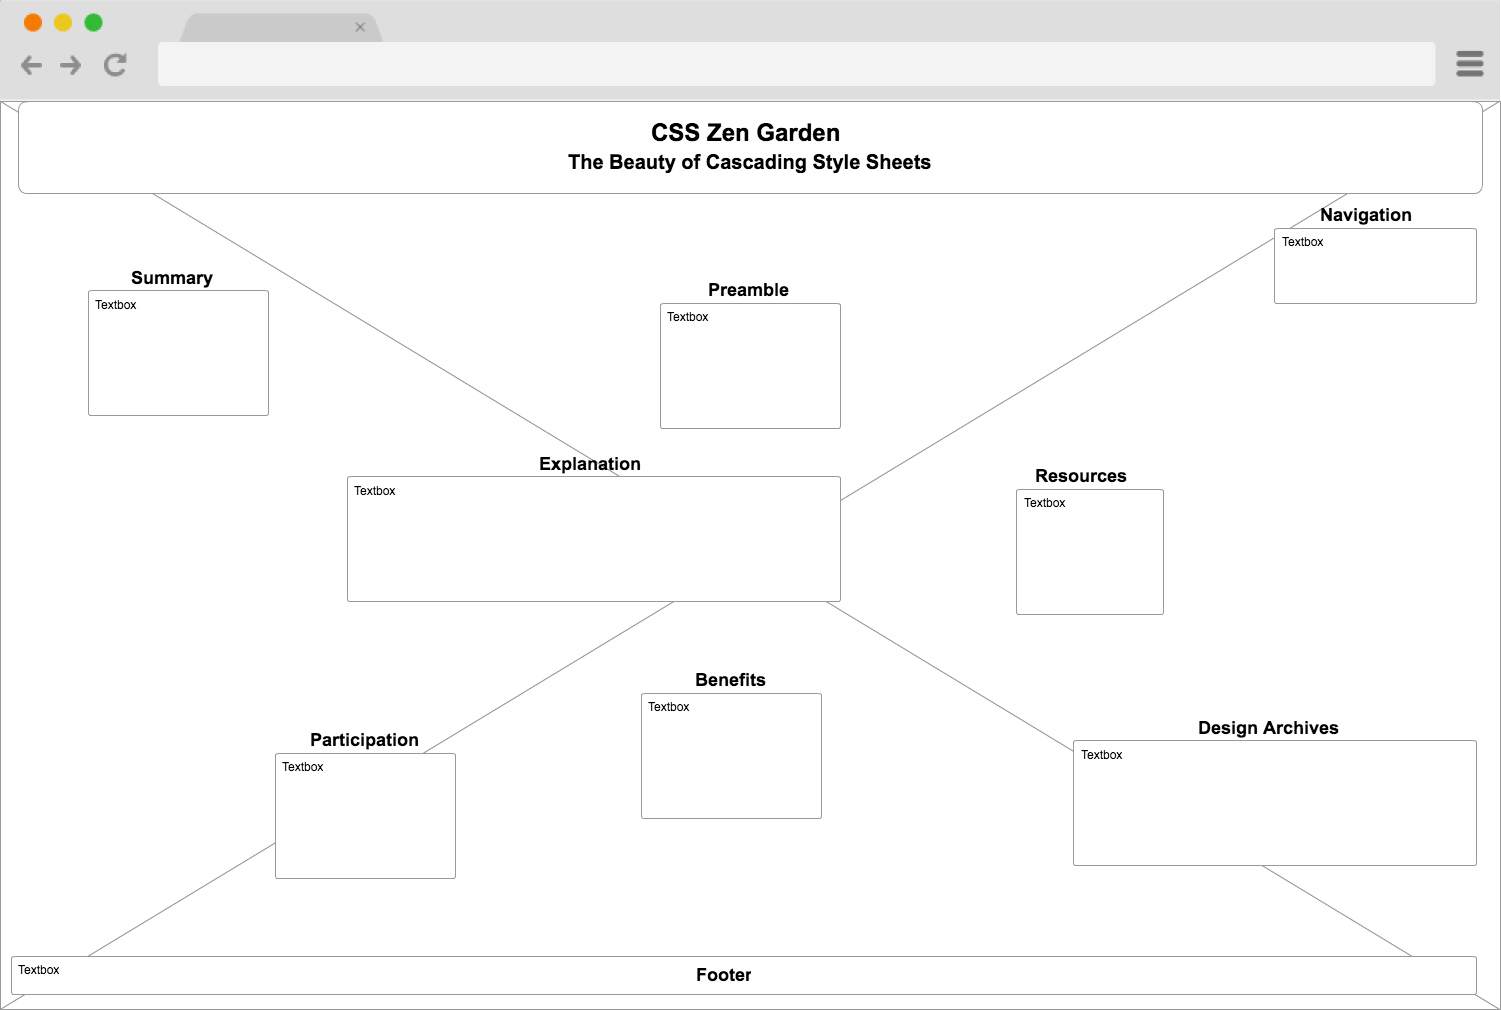 CSS Zen Garden
The Beauty of Cascading Style Sheets
Navigation
Textbox
Summary
Textbox
Preamble
Textbox
Explanation
Textbox
Resources
Textbox
Benefits
Textbox
Participation
Textbox
Design Archives
Textbox
Textbox
Footer